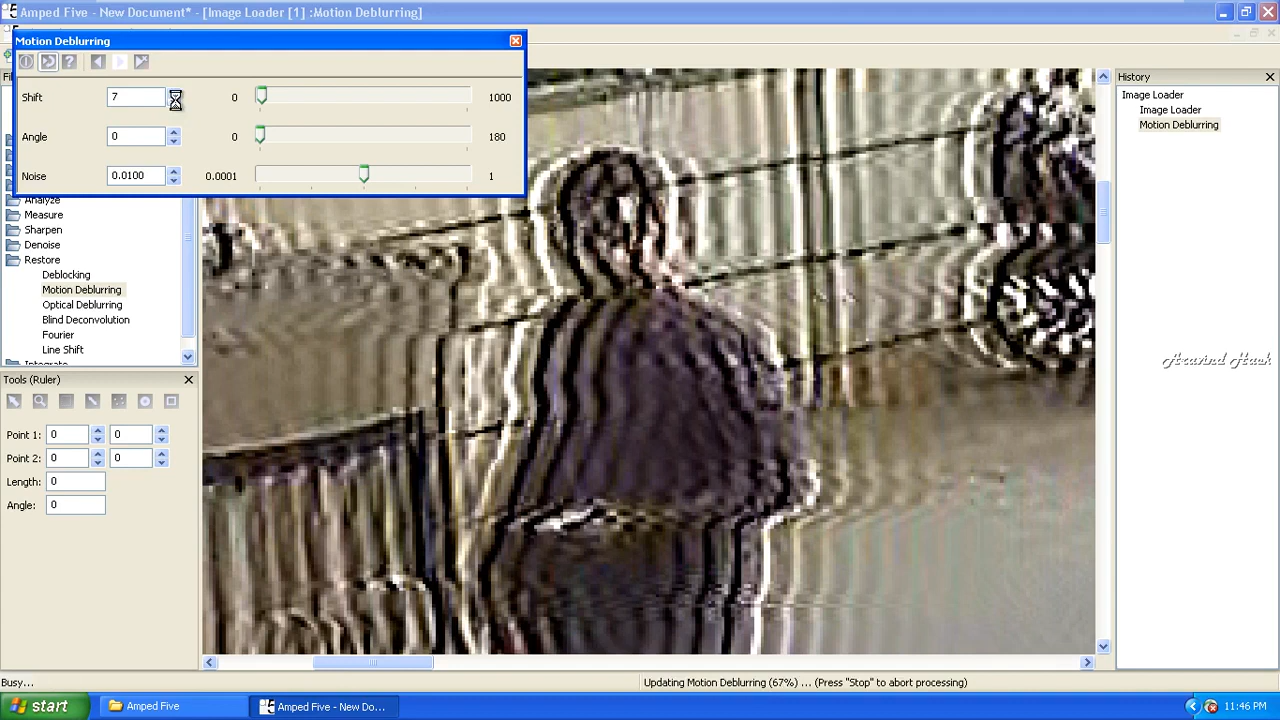 Amped Five - New Document* - [Image Loader [1] :Motion Deblurring]
Motion Deblurring
Shift 7 0 1000
Angle 0 0 180
Noise 0.0100 0.0001 1
Analyze
Measure
Sharpen
Denoise
Restore
Deblocking
Motion Deblurring
Optical Deblurring
Blind Deconvolution
Fourier
Line Shift
Tools (Ruler)
Point 1: 0 0
Point 2: 0 0
Length: 0
Angle: 0
History
Image Loader
Image Loader
Motion Deblurring
Aravind Hash
Busy...
Updating Motion Deblurring (67%) ... (Press "Stop" to abort processing)
start
Amped Five
Amped Five - New Do...
11:46 PM